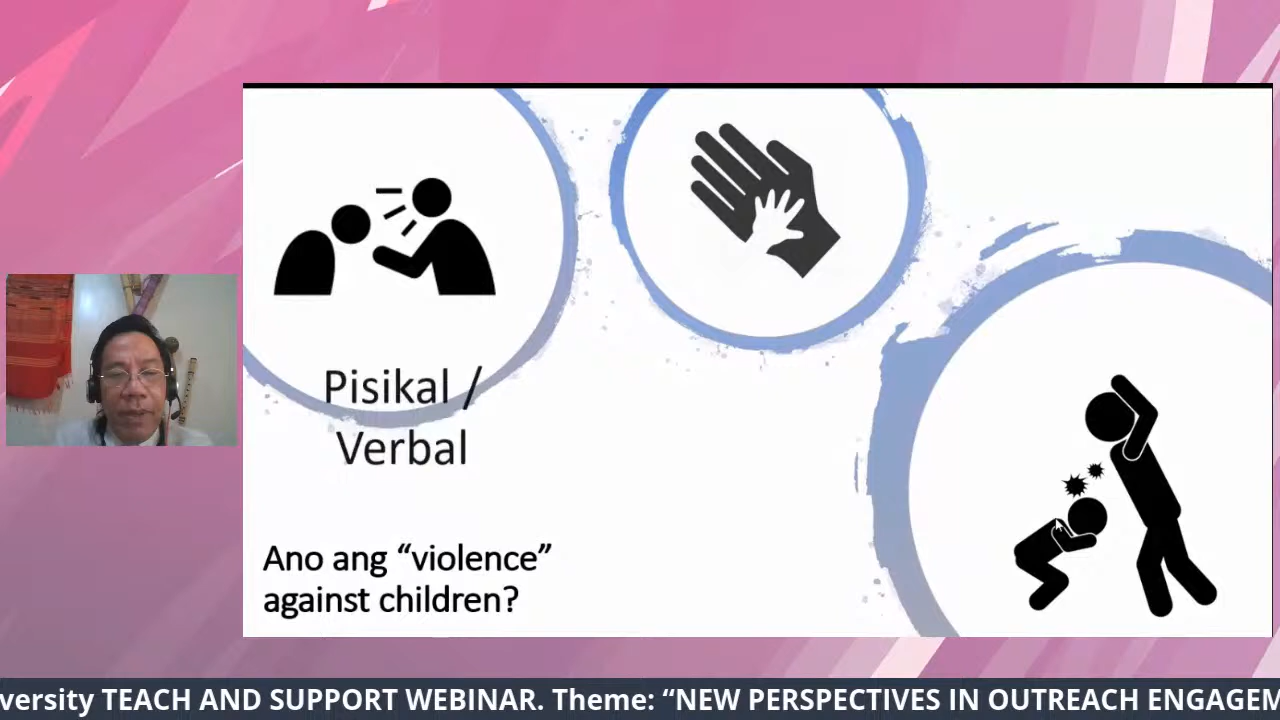 Pisikal /
Verbal
Ano ang “violence”
against children?
versity TEACH AND SUPPORT WEBINAR. Theme: “NEW PERSPECTIVES IN OUTREACH ENGAGEM